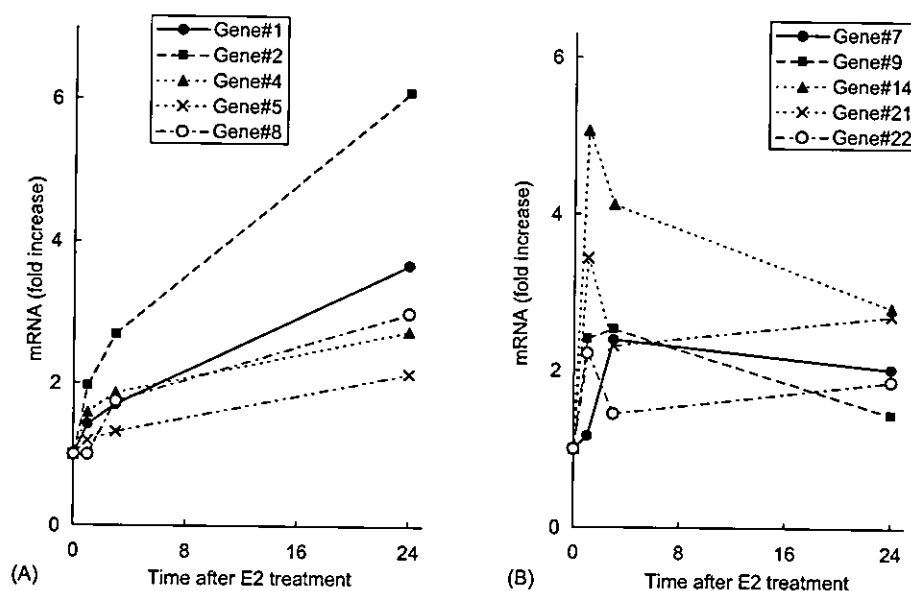 Gene#1
Gene#2
Gene#4
Gene#5
Gene#8
6
4
2
0
mRNA (fold increase)
0 8 16 24
Time after E2 treatment
(A)
Gene#7
Gene#9
Gene#14
Gene#21
Gene#22
6
4
2
0
mRNA (fold increase)
0 8 16 24
Time after E2 treatment
(B)